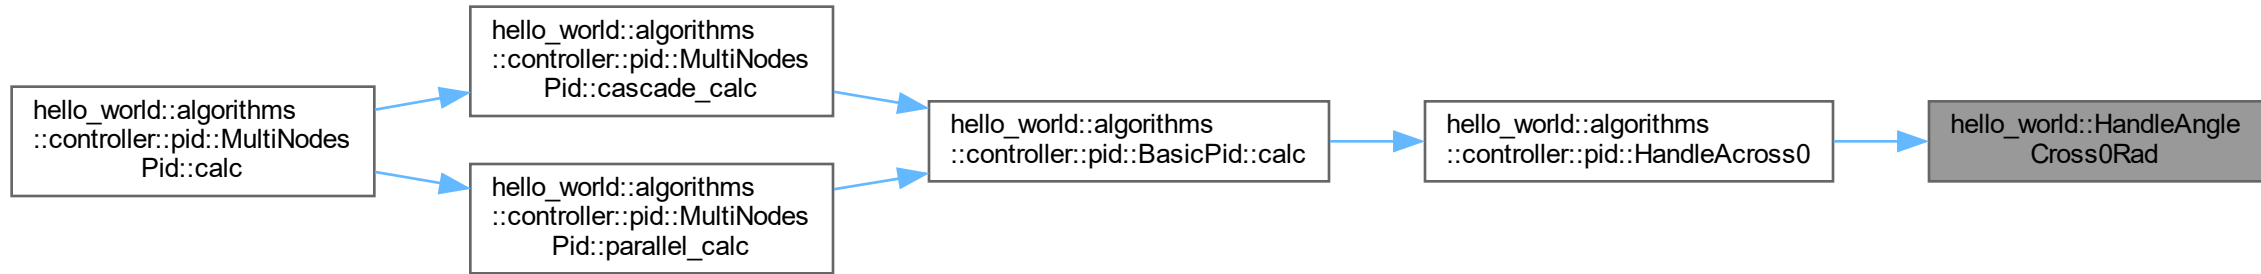 hello_world::algorithms
::controller::pid::MultiNodes
Pid::calc
hello_world::algorithms
::controller::pid::MultiNodes
Pid::cascade_calc
hello_world::algorithms
::controller::pid::MultiNodes
Pid::parallel_calc
hello_world::algorithms
::controller::pid::BasicPid::calc
hello_world::algorithms
::controller::pid::HandleAcross0
hello_world::HandleAngle
Cross0Rad